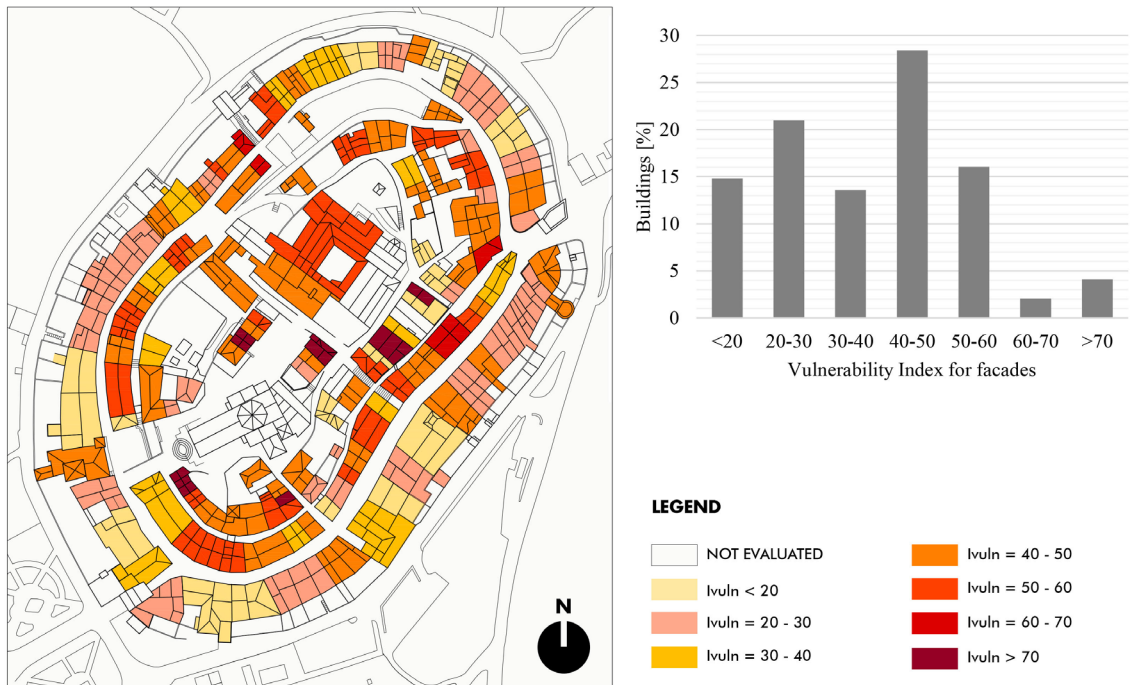 30
25
20
15
10
5
0
Buildings [%]
<20 20-30 30-40 40-50 50-60 60-70 >70
Vulnerability Index for facades
N
LEGEND
NOT EVALUATED
Ivuln < 20
Ivuln = 20 - 30
Ivuln = 30 - 40
Ivuln = 40 - 50
Ivuln = 50 - 60
Ivuln = 60 - 70
Ivuln > 70